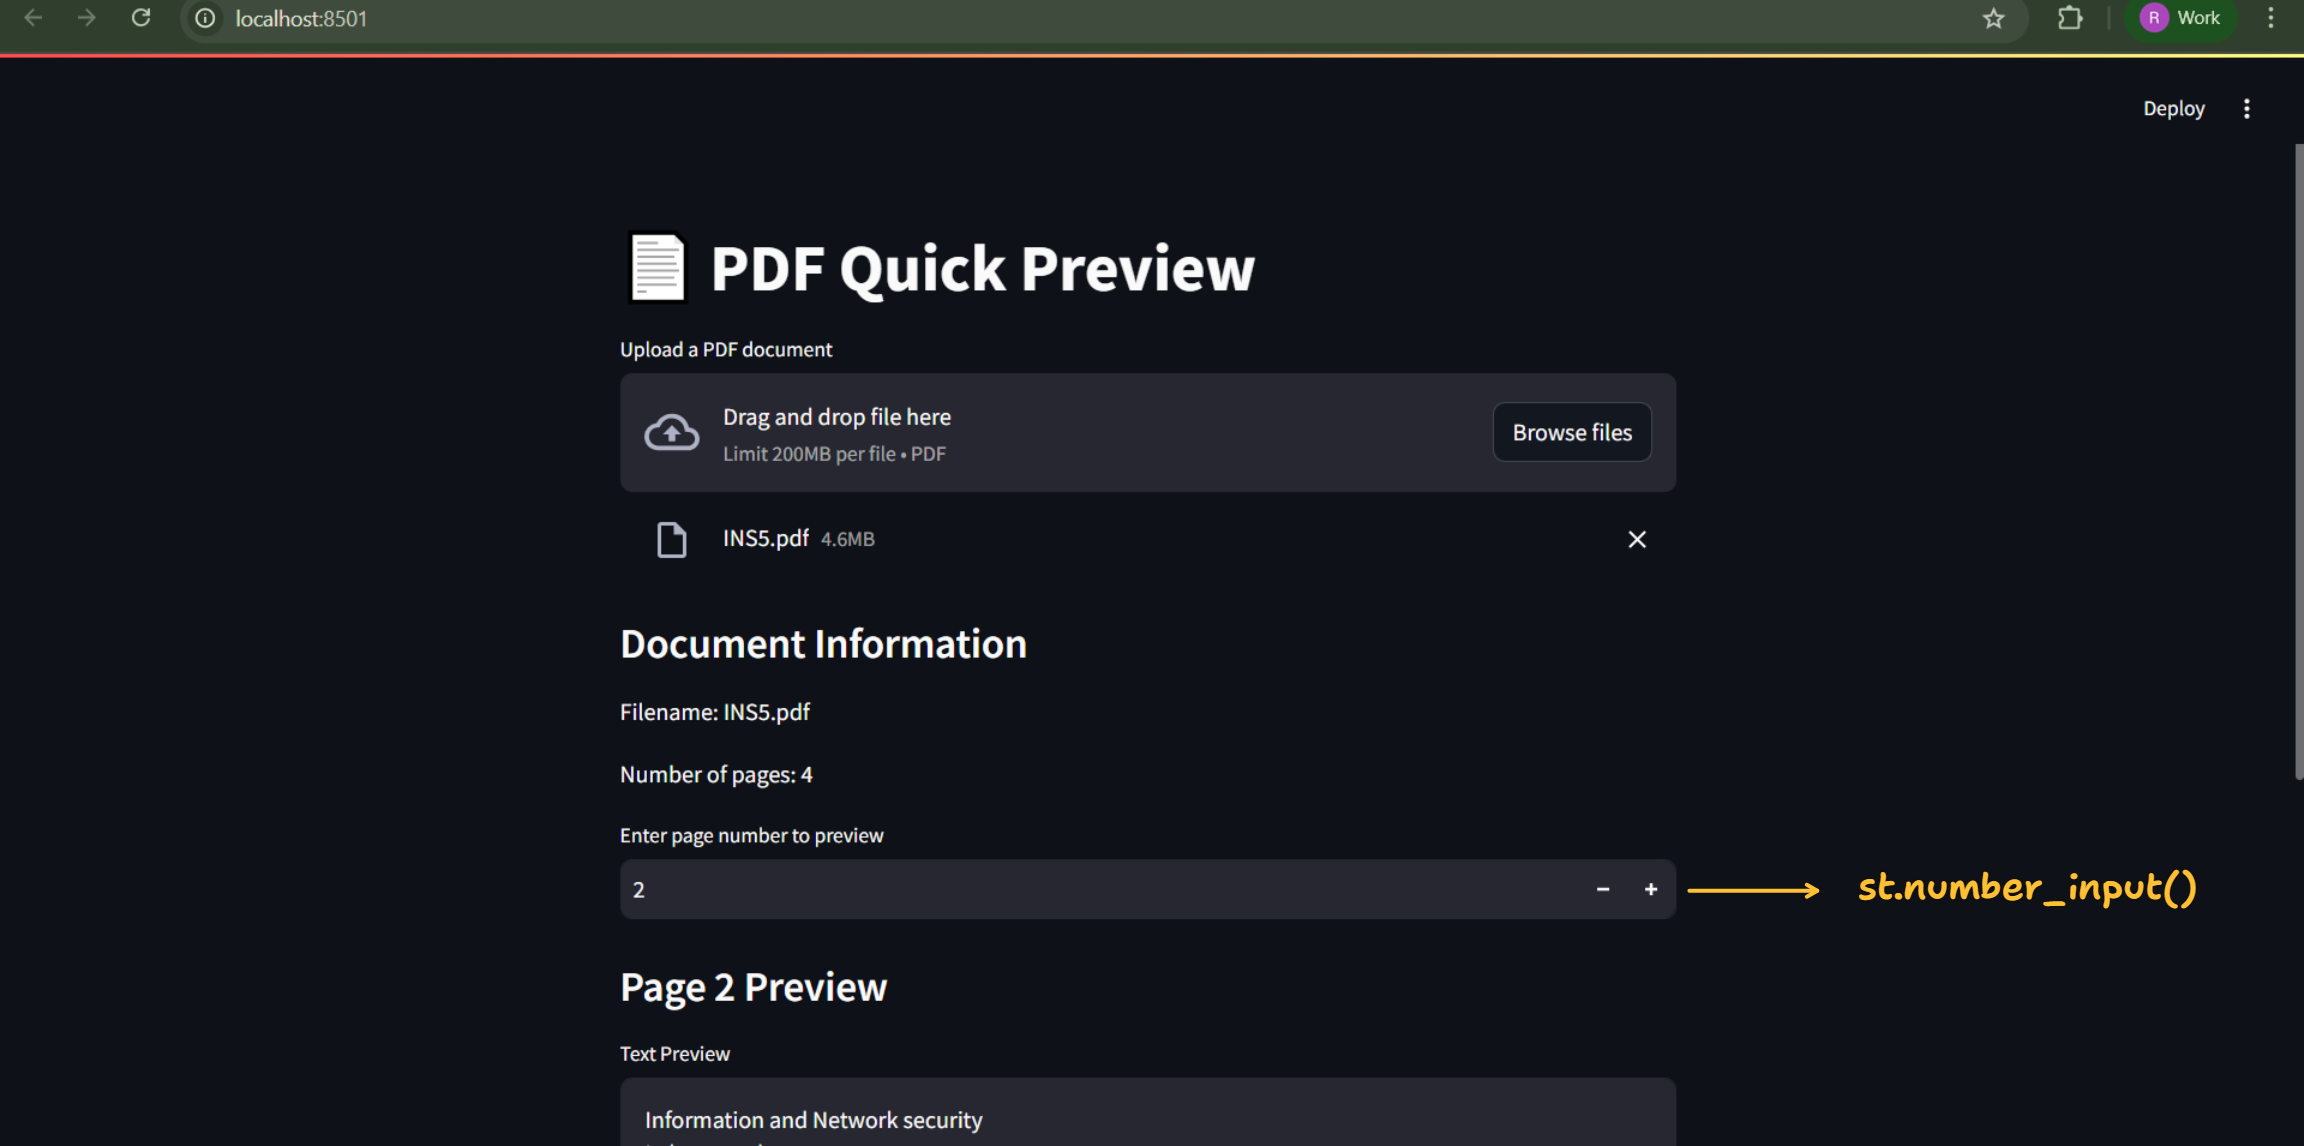 localhost:8501
R Work
Deploy
PDF Quick Preview
Upload a PDF document
Drag and drop file here
Limit 200MB per file • PDF
Browse files
INS5.pdf 4.6MB
Document Information
Filename: INS5.pdf
Number of pages: 4
Enter page number to preview
2 − +
st.number_input()
Page 2 Preview
Text Preview
Information and Network security